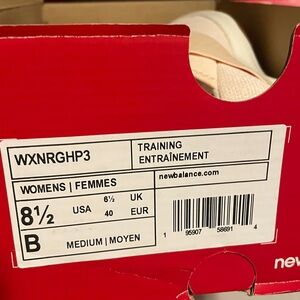 WXNRGHP3
TRAINING
ENTRAÎNEMENT
WOMENS | FEMMES
newbalance.com
8½ USA 6½ UK
40 EUR
B MEDIUM | MOYEN
1 95907 58691 4
new